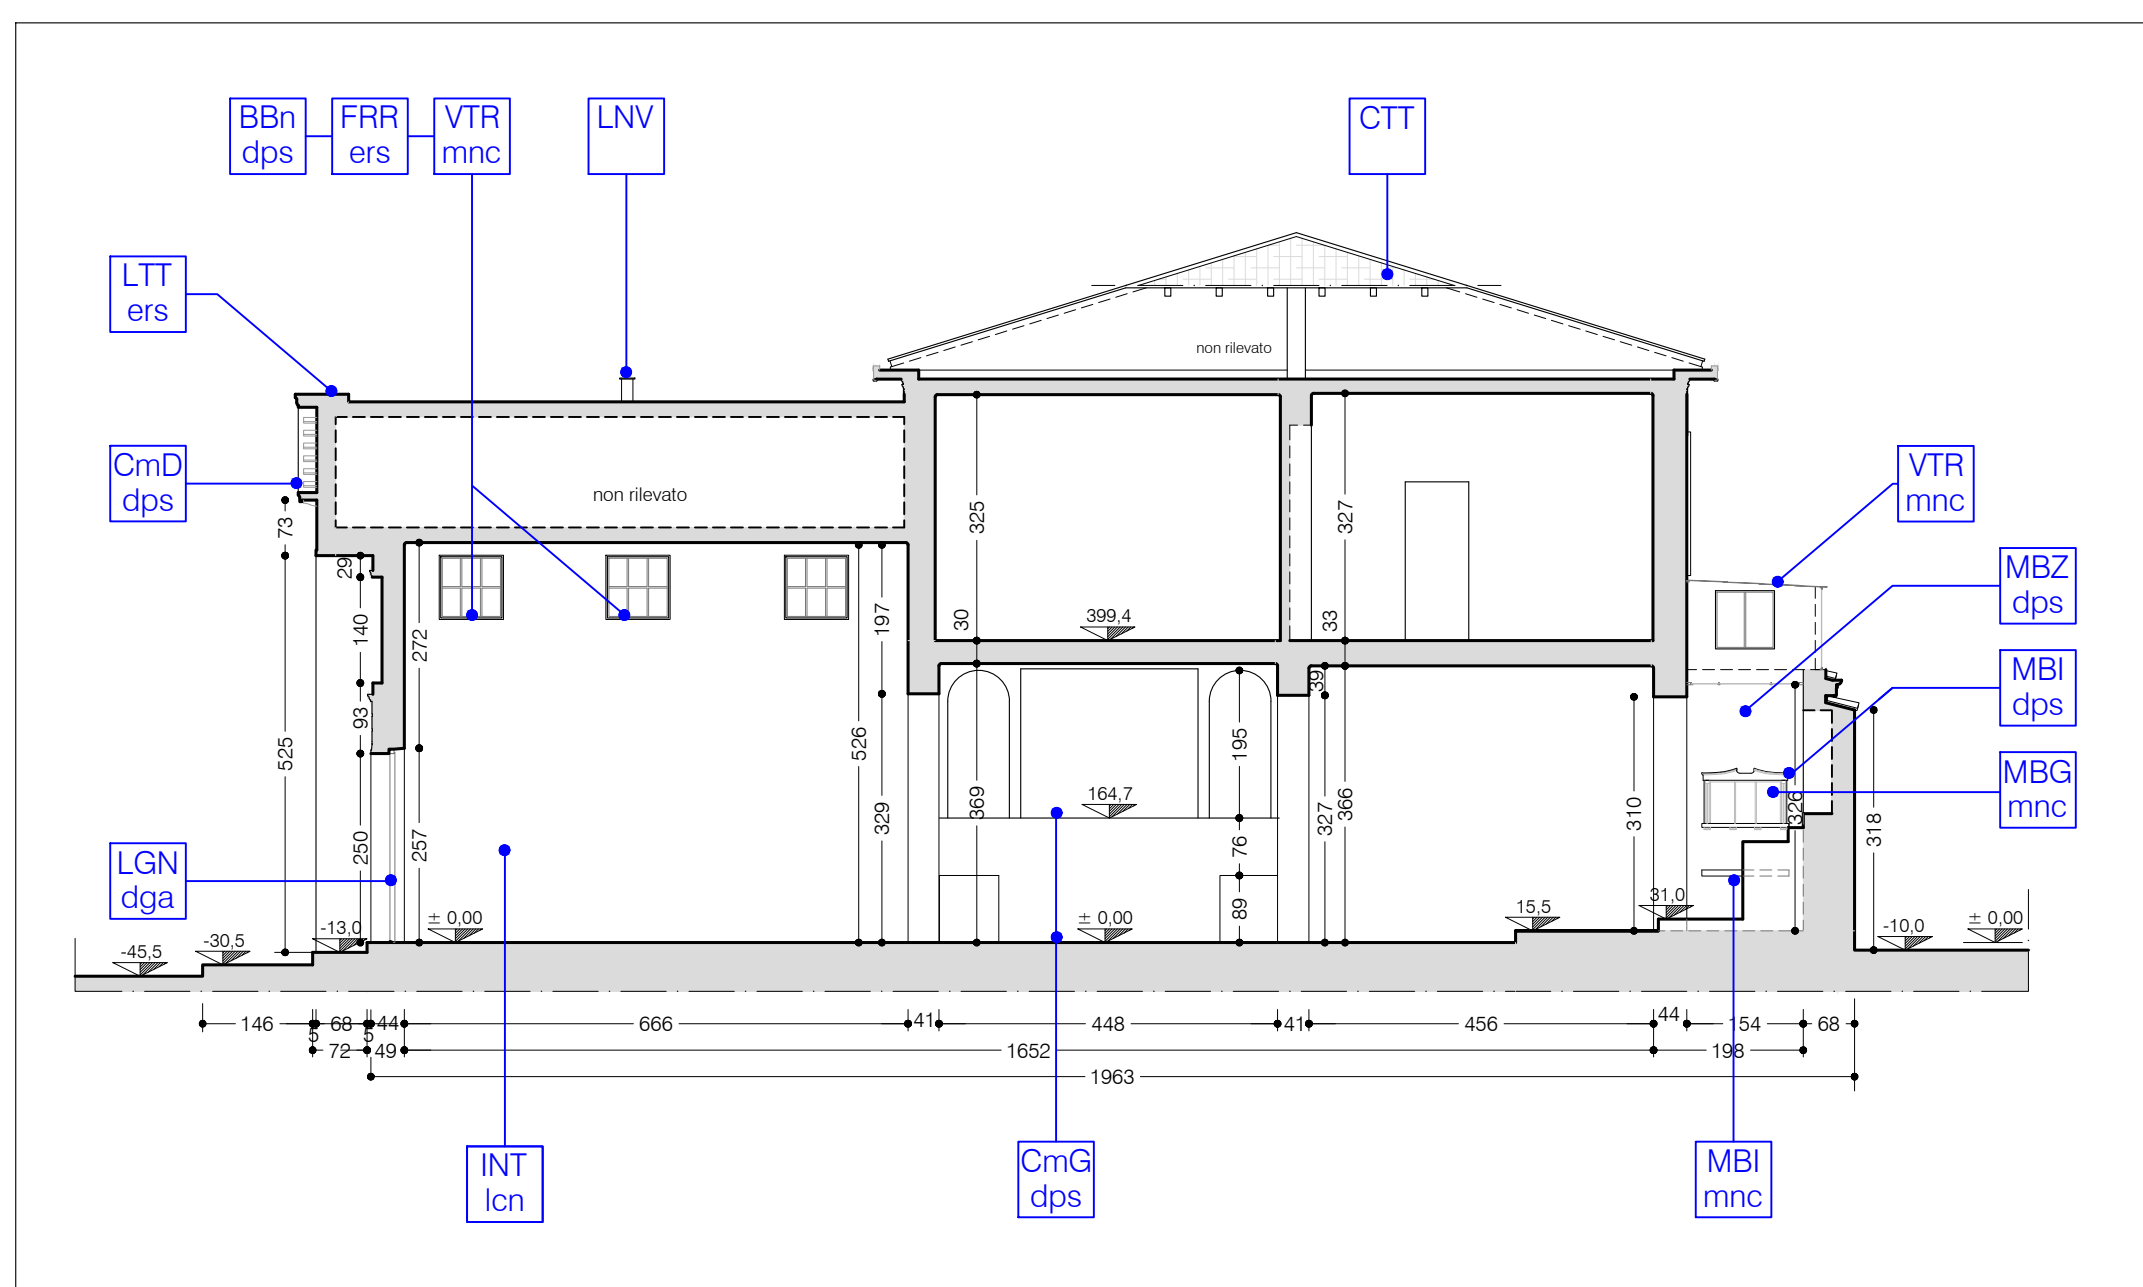 BBn
dps
FRR
ers
VTR
mnc
LNV
CTT
LTT
ers
non rilevato
CmD
dps
non rilevato
VTR
mnc
MBZ
dps
MBI
dps
MBG
mnc
LGN
dga
73
525
29
140
93
250
272
257
526
197
329
325
30
369
399,4
164,7
195
76
89
327
33
366
39
327
310
326
318
-45,5
-30,5
-13,0
± 0,00
± 0,00
15,5
31,0
-10,0
± 0,00
146
5
68
5
44
666
41
448
41
456
44
154
68
72
49
1652
198
1963
INT
lcn
CmG
dps
MBI
mnc